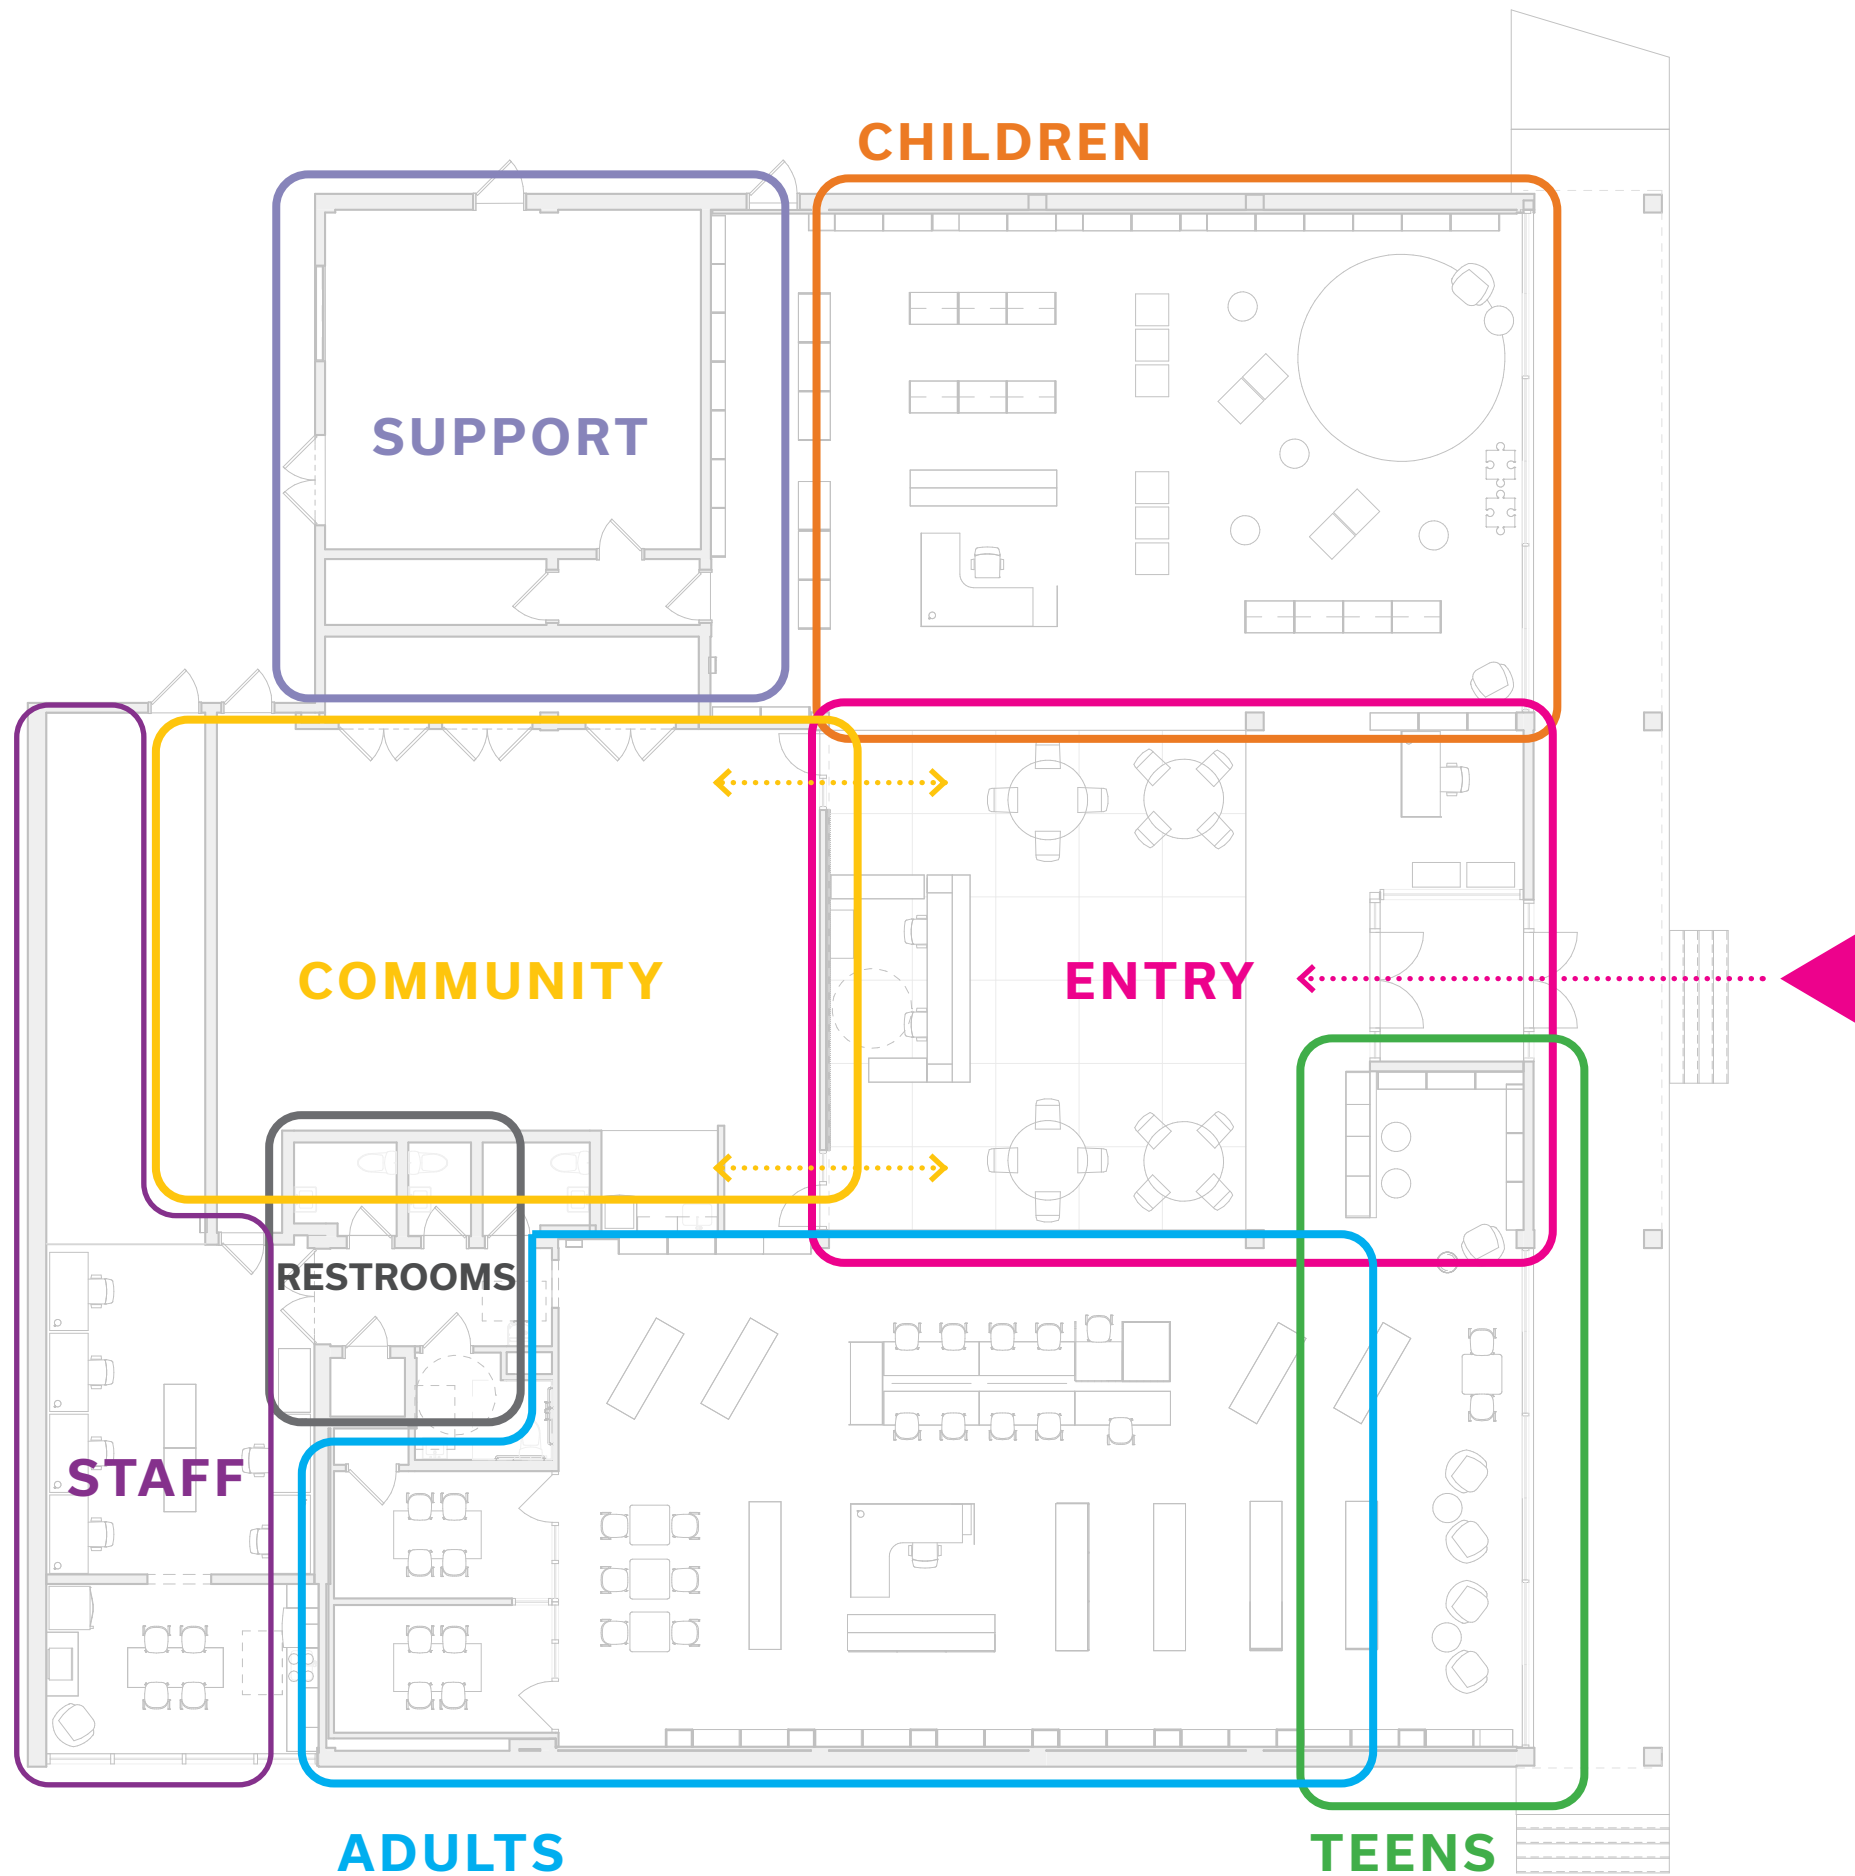 CHILDREN
SUPPORT
COMMUNITY
ENTRY
RESTROOMS
STAFF
ADULTS
TEENS